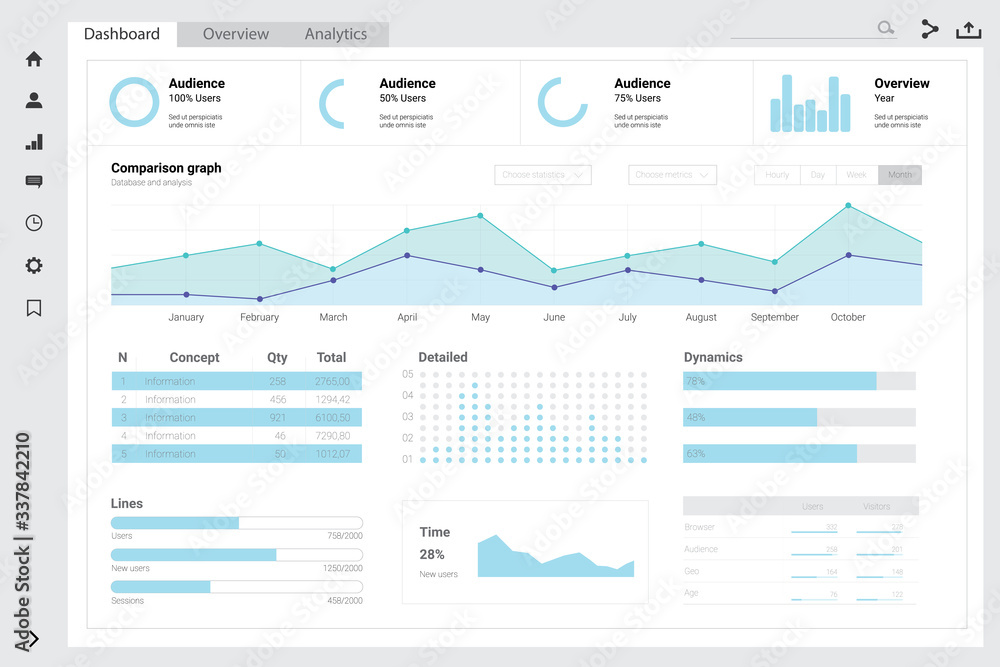 Dashboard
Overview
Analytics
Audience
100% Users
Sed ut perspiciatis
unde omnis iste
Audience
50% Users
Sed ut perspiciatis
unde omnis iste
Audience
75% Users
Sed ut perspiciatis
unde omnis iste
Overview
Year
Sed ut perspiciatis
unde omnis iste
Comparison graph
Database and analysis
Choose statistics
Choose metrics
Hourly
Day
Week
Month
January
February
March
April
May
June
July
August
September
October
N Concept Qty Total
1 Information 258 2765,00
2 Information 456 1294,42
3 Information 921 6100,50
4 Information 46 7290,80
5 Information 50 1012,07
Detailed
05
04
03
02
01
Dynamics
78%
48%
63%
Lines
Users 758/2000
New users 1250/2000
Sessions 458/2000
Time
28%
New users
Users Visitors
Browser 332 278
Audience 258 201
Geo 164 148
Age 76 122
Adobe Stock | #337842210